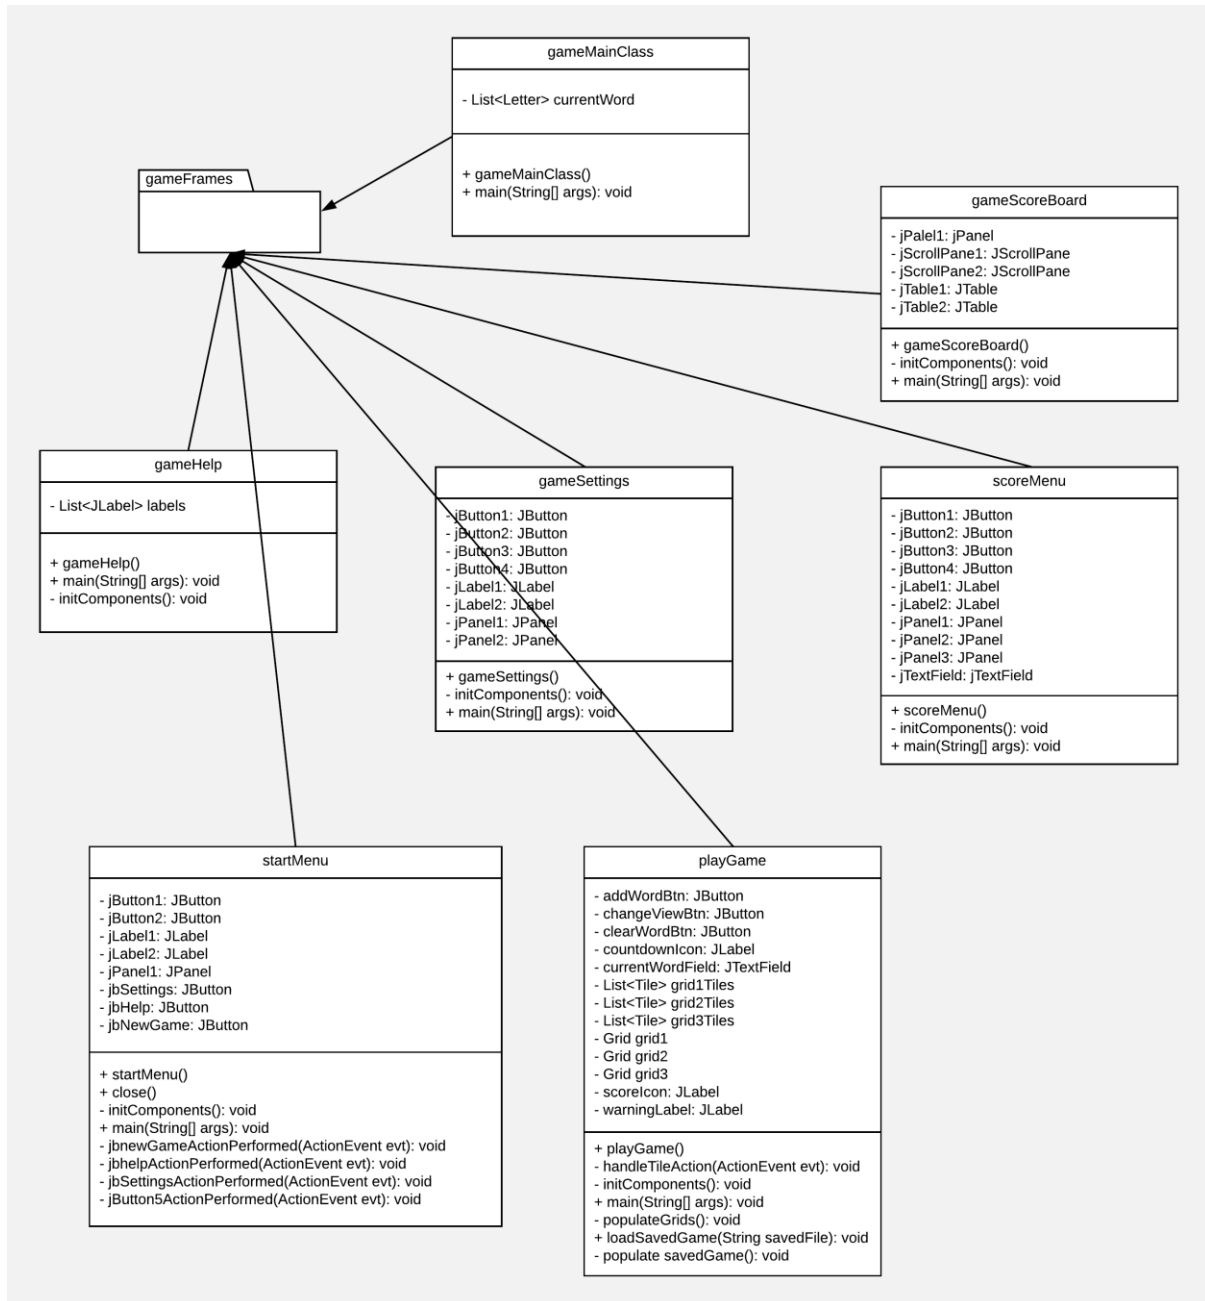 gameMainClass
- List<Letter> currentWord
+ gameMainClass()
+ main(String[] args): void
gameFrames
gameScoreBoard
- jPalel1: jPanel
- jScrollPane1: JScrollPane
- jScrollPane2: JScrollPane
- jTable1: JTable
- jTable2: JTable
+ gameScoreBoard()
- initComponents(): void
+ main(String[] args): void
gameHelp
- List<JLabel> labels
+ gameHelp()
+ main(String[] args): void
- initComponents(): void
gameSettings
- jButton1: JButton
- jButton2: JButton
- jButton3: JButton
- jButton4: JButton
- jLabel1: JLabel
- jLabel2: JLabel
- jPanel1: JPanel
- jPanel2: JPanel
+ gameSettings()
- initComponents(): void
+ main(String[] args): void
scoreMenu
- jButton1: JButton
- jButton2: JButton
- jButton3: JButton
- jButton4: JButton
- jLabel1: JLabel
- jLabel2: JLabel
- jPanel1: JPanel
- jPanel2: JPanel
- jPanel3: JPanel
- jTextField: jTextField
+ scoreMenu()
- initComponents(): void
+ main(String[] args): void
startMenu
- jButton1: JButton
- jButton2: JButton
- jLabel1: JLabel
- jLabel2: JLabel
- jPanel1: JPanel
- jbSettings: JButton
- jbHelp: JButton
- jbNewGame: JButton
+ startMenu()
+ close()
- initComponents(): void
+ main(String[] args): void
- jbnewGameActionPerformed(ActionEvent evt): void
- jbhelpActionPerformed(ActionEvent evt): void
- jbSettingsActionPerformed(ActionEvent evt): void
- jButton5ActionPerformed(ActionEvent evt): void
playGame
- addWordBtn: JButton
- changeViewBtn: JButton
- clearWordBtn: JButton
- countdownIcon: JLabel
- currentWordField: JTextField
- List<Tile> grid1Tiles
- List<Tile> grid2Tiles
- List<Tile> grid3Tiles
- Grid grid1
- Grid grid2
- Grid grid3
- scoreIcon: JLabel
- warningLabel: JLabel
+ playGame()
- handleTileAction(ActionEvent evt): void
- initComponents(): void
+ main(String[] args): void
- populateGrids(): void
+ loadSavedGame(String savedFile): void
- populate savedGame(): void